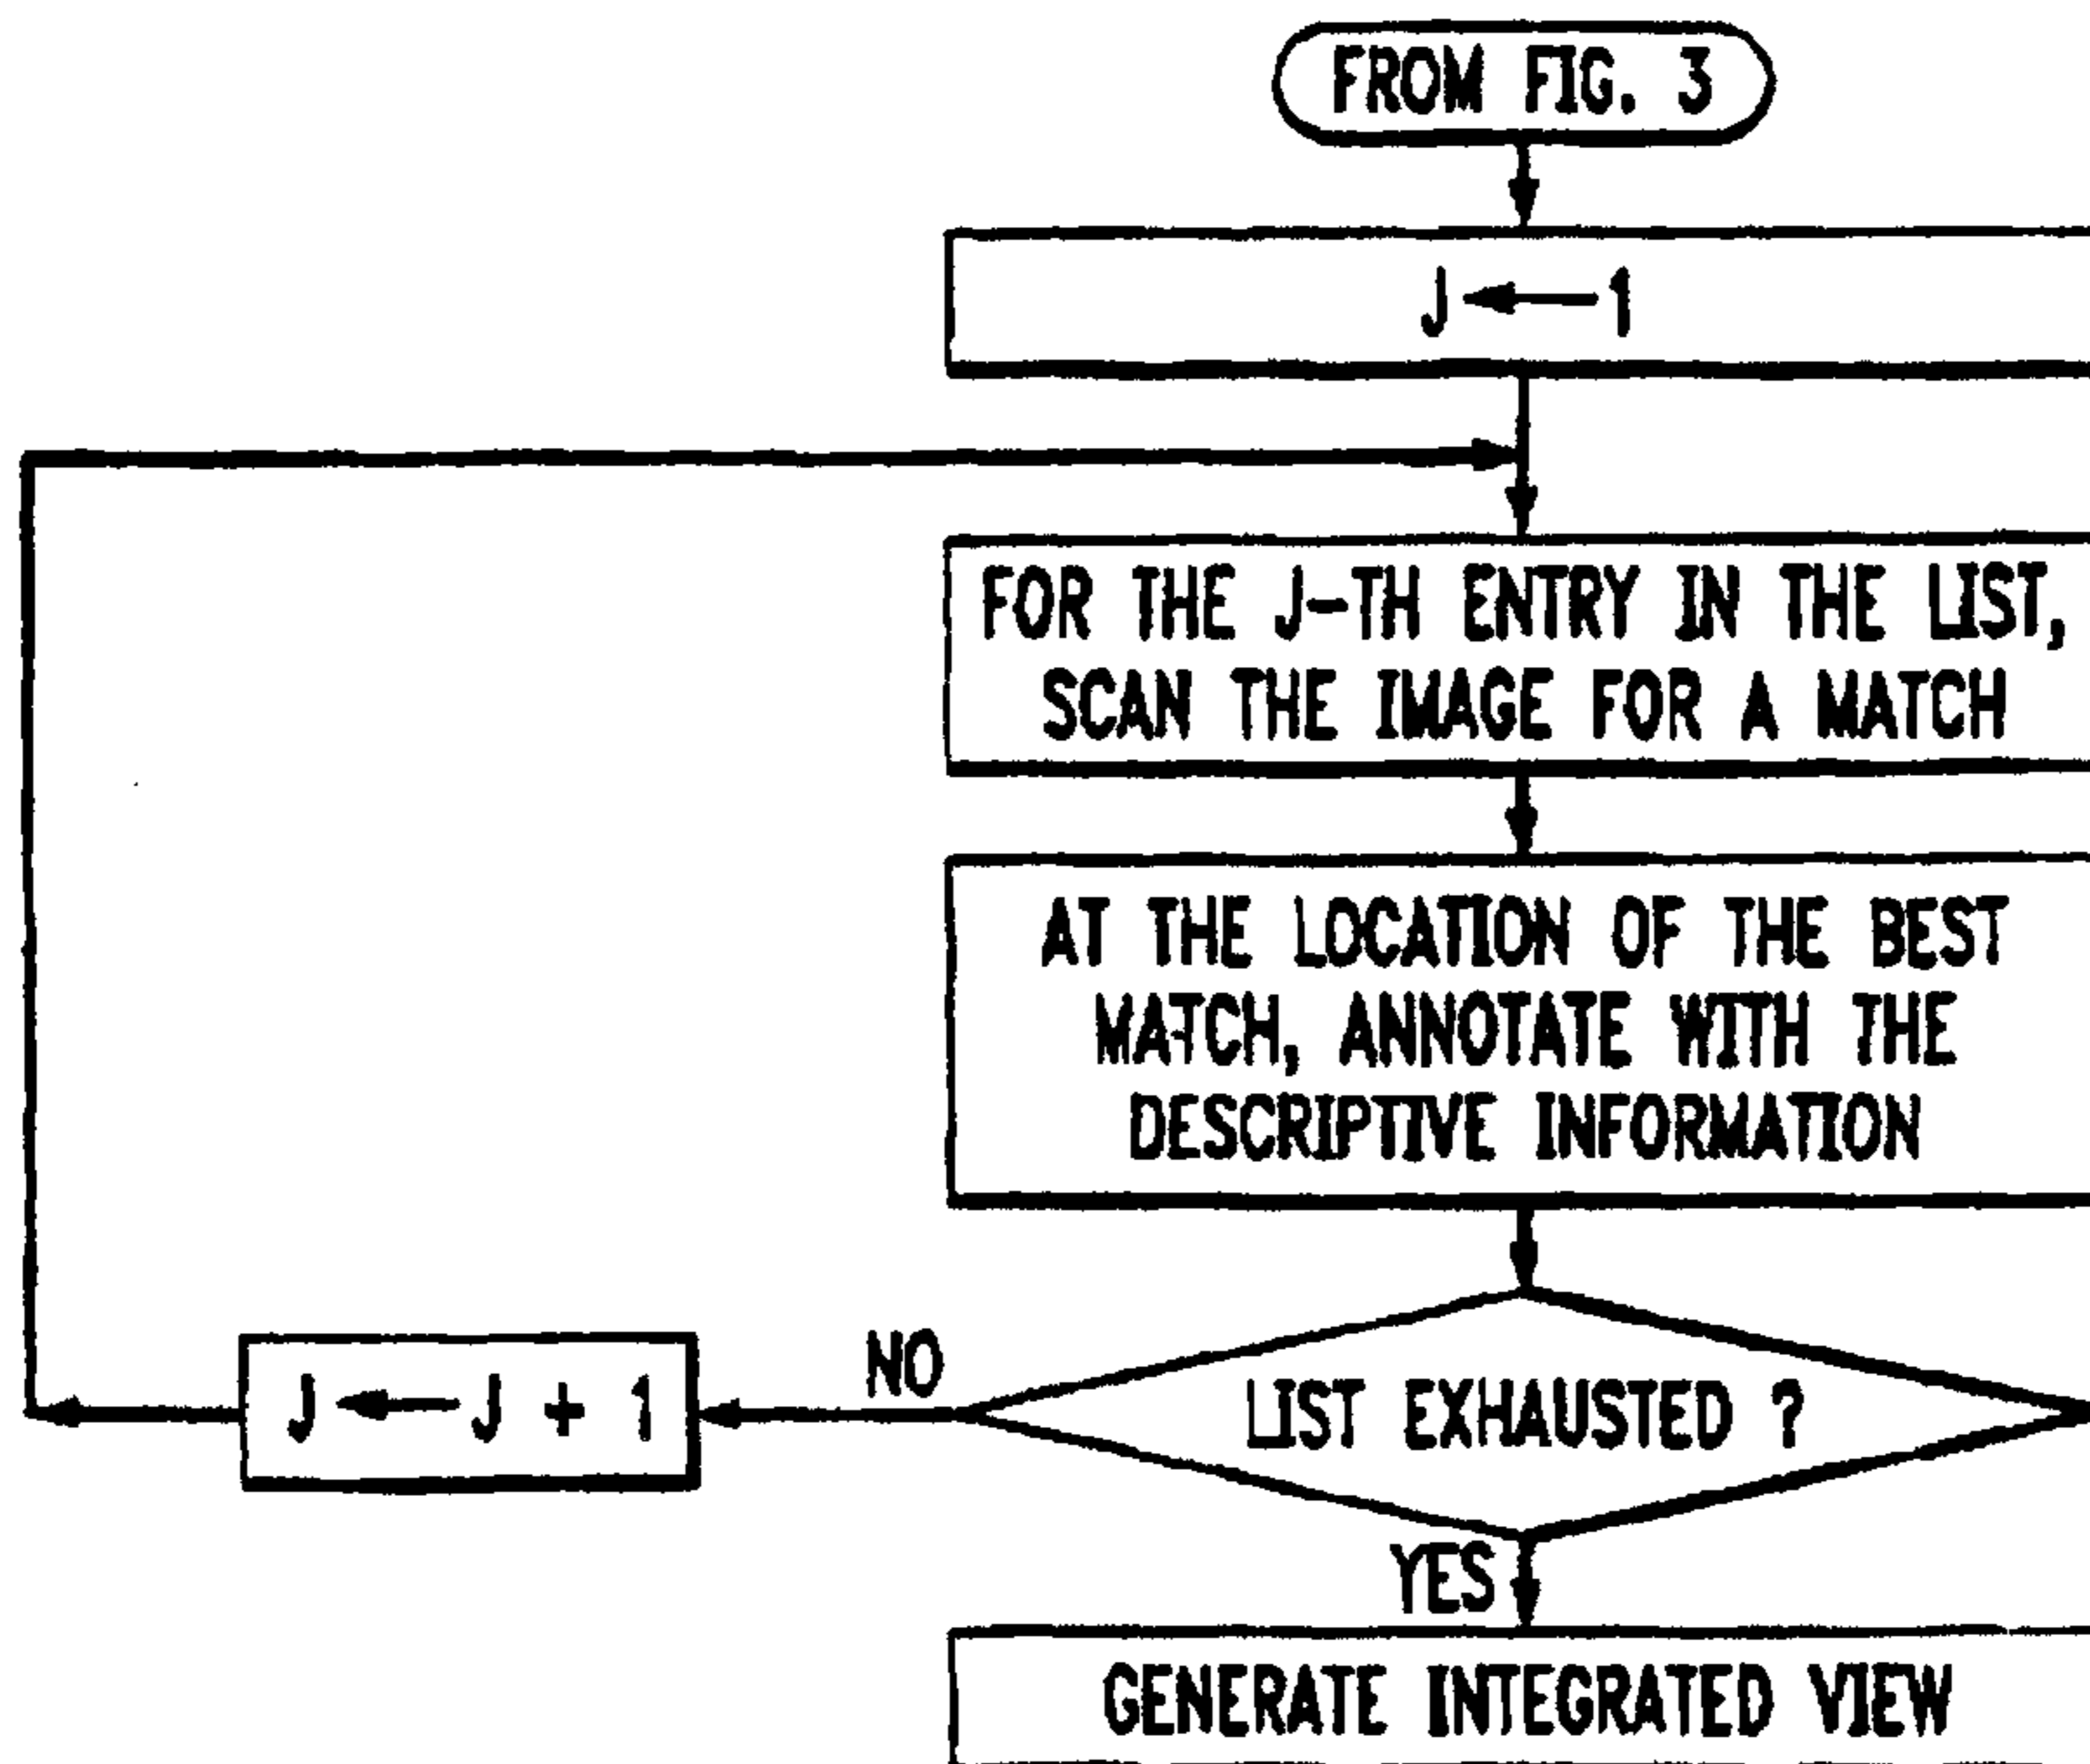 FROM FIG. 3
J ← 1
FOR THE J-TH ENTRY IN THE LIST,
SCAN THE IMAGE FOR A MATCH
AT THE LOCATION OF THE BEST
MATCH, ANNOTATE WITH THE
DESCRIPTIVE INFORMATION
NO
J ← J + 1
LIST EXHAUSTED ?
YES
GENERATE INTEGRATED VIEW